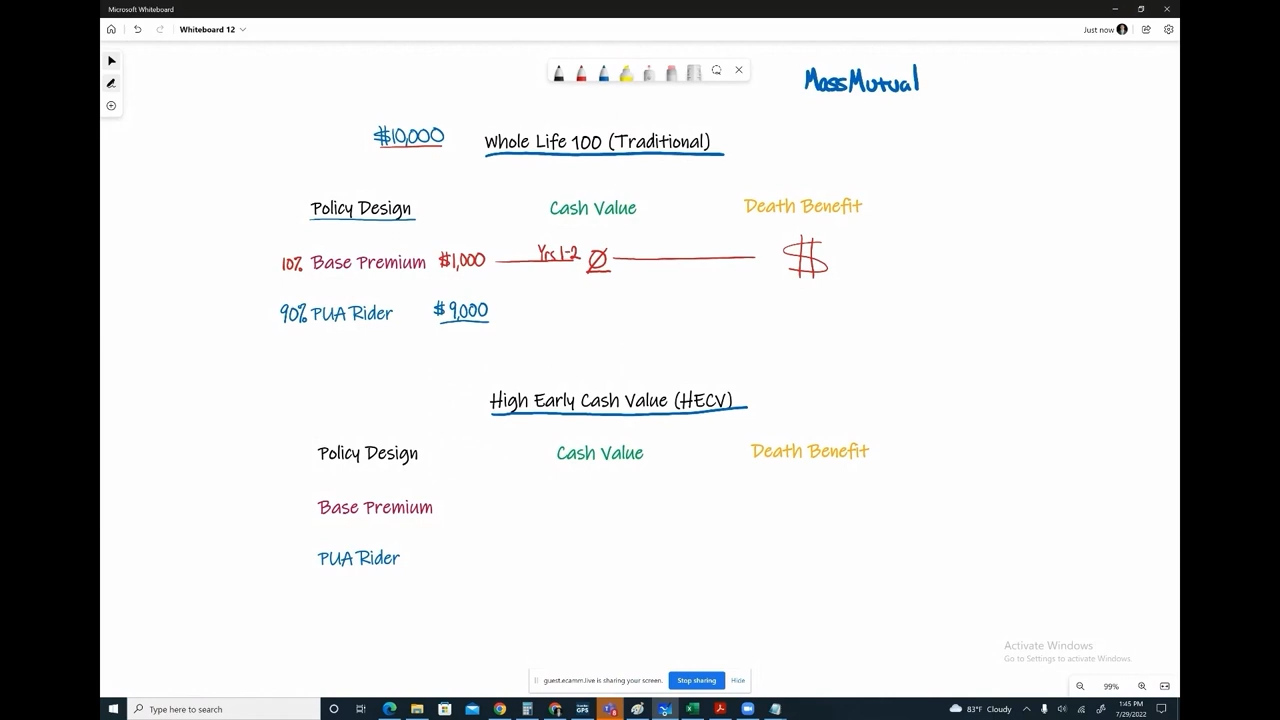 Microsoft Whiteboard
Whiteboard 12
Just now
MassMutual
$10,000 Whole Life 100 (Traditional)
Policy Design Cash Value Death Benefit
10% Base Premium $1,000 Yrs 1-2 Ø $
90% PUA Rider $9,000
High Early Cash Value (HECV)
Policy Design Cash Value Death Benefit
Base Premium
PUA Rider
Activate Windows
Go to Settings to activate Windows.
guest.ecamm.live is sharing your screen. Stop sharing Hide
99%
Type here to search
83°F Cloudy 1:45 PM
7/29/2022